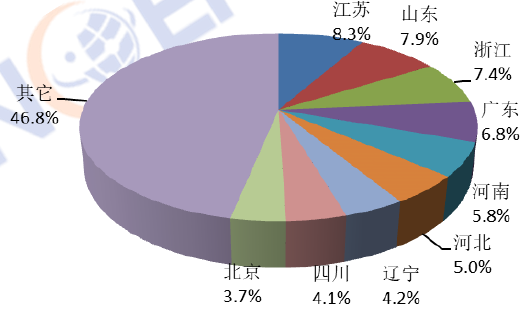 江苏
8.3%
山东
7.9%
浙江
7.4%
广东
6.8%
河南
5.8%
河北
5.0%
辽宁
4.2%
四川
4.1%
北京
3.7%
其它
46.8%